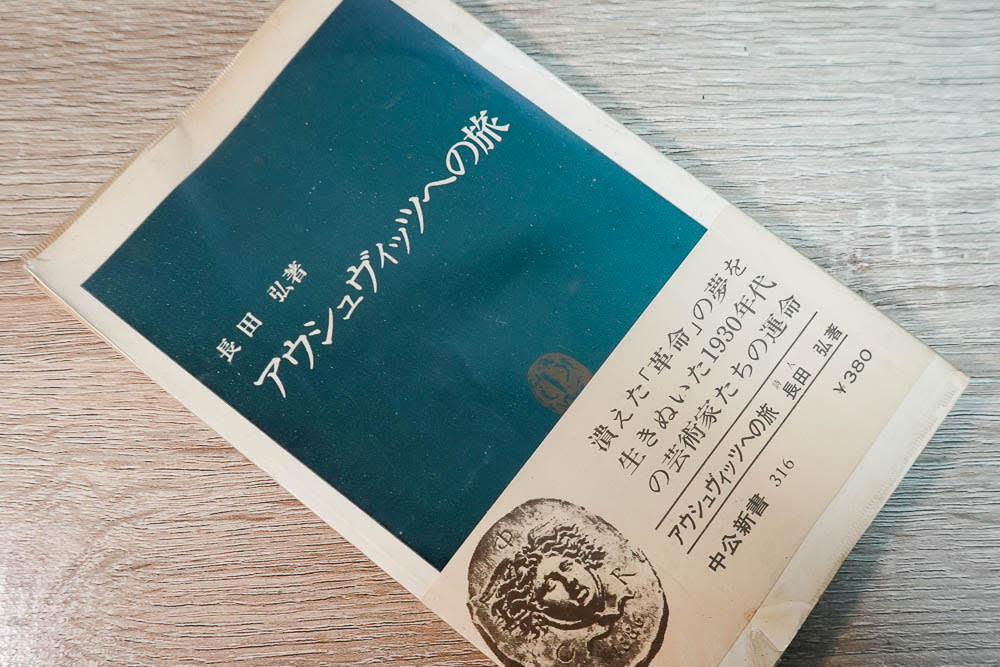 長田 弘著
アウシュヴィッツへの旅
潰えた「革命」の夢を
生きぬいた1930年代
の芸術家たちの運命
アウシュヴィッツへの旅 詩人 長田 弘著
¥380
中公新書 316